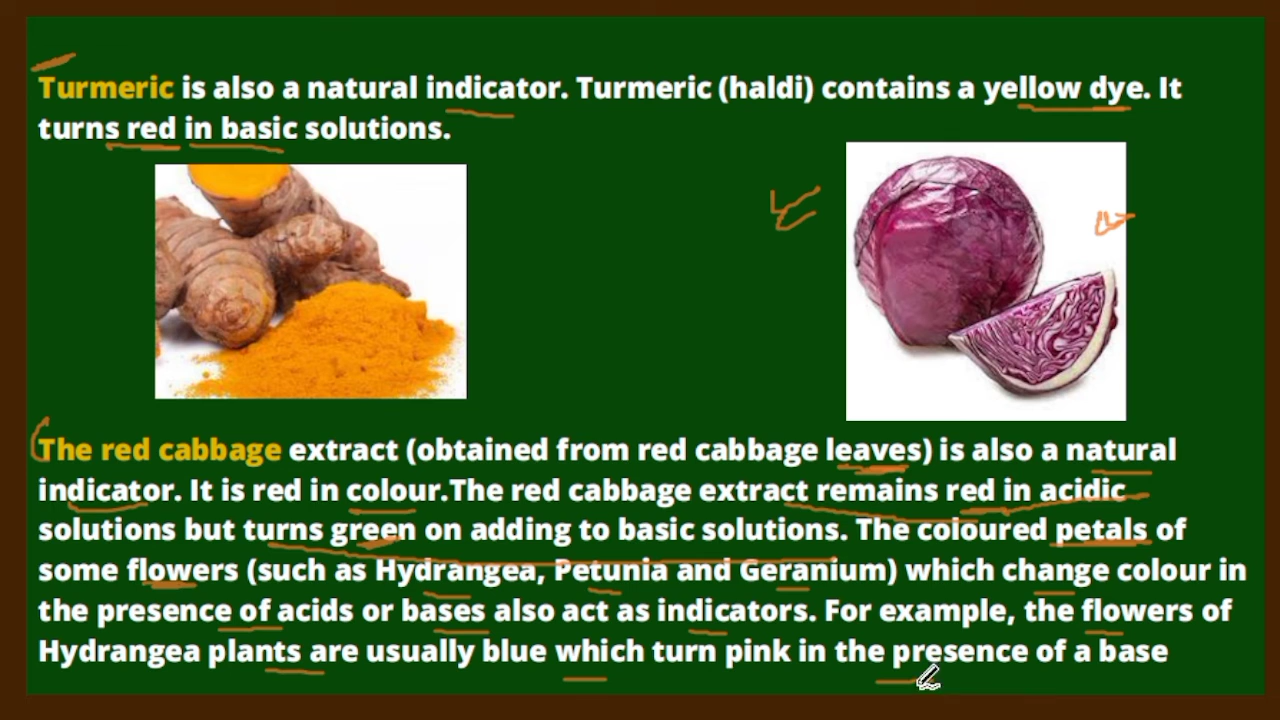 Turmeric is also a natural indicator. Turmeric (haldi) contains a yellow dye. It
turns red in basic solutions.
The red cabbage extract (obtained from red cabbage leaves) is also a natural
indicator. It is red in colour.The red cabbage extract remains red in acidic
solutions but turns green on adding to basic solutions. The coloured petals of
some flowers (such as Hydrangea, Petunia and Geranium) which change colour in
the presence of acids or bases also act as indicators. For example, the flowers of
Hydrangea plants are usually blue which turn pink in the presence of a base